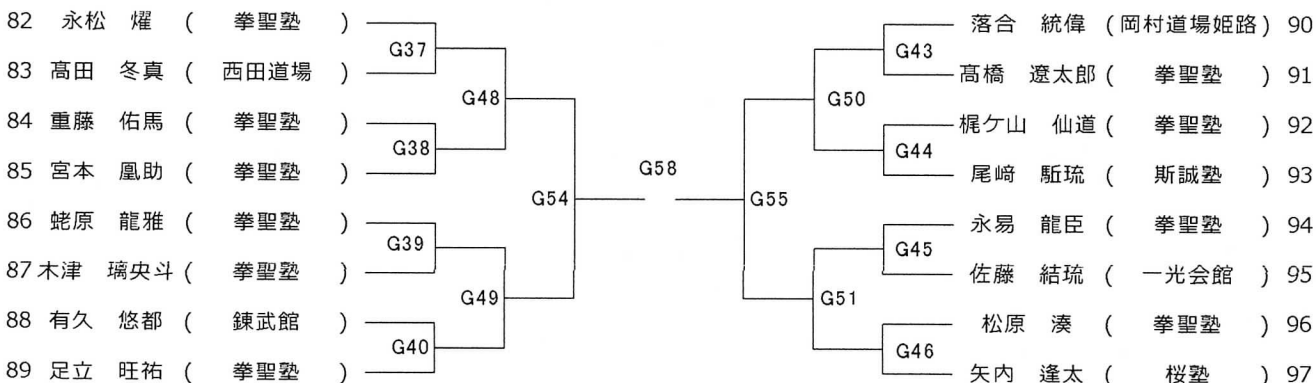 82 永松 燿 ( 拳聖塾 )
83 髙田 冬真 ( 西田道場 )
84 重藤 佑馬 ( 拳聖塾 )
85 宮本 凰助 ( 拳聖塾 )
86 蛯原 龍雅 ( 拳聖塾 )
87 木津 璃央斗 ( 拳聖塾 )
88 有久 悠都 ( 錬武館 )
89 足立 旺祐 ( 拳聖塾 )
G37
G38
G39
G40
G48
G49
G54
G58
G55
G50
G51
G43
G44
G45
G46
落合 統偉 ( 岡村道場姫路 ) 90
髙橋 遼太郎 ( 拳聖塾 ) 91
梶ケ山 仙道 ( 拳聖塾 ) 92
尾﨑 駈琉 ( 斯誠塾 ) 93
永易 龍臣 ( 拳聖塾 ) 94
佐藤 結琉 ( 一光会館 ) 95
松原 湊 ( 拳聖塾 ) 96
矢内 逢太 ( 桜塾 ) 97